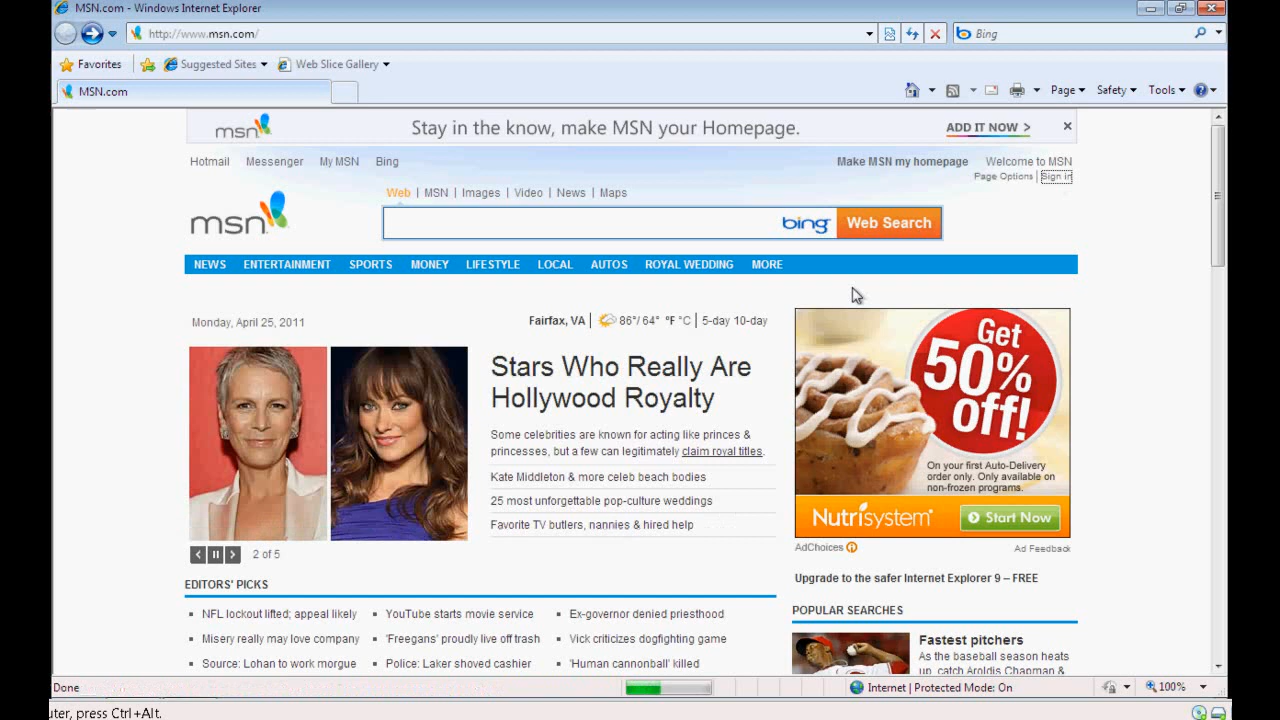 MSN.com - Windows Internet Explorer
http://www.msn.com/
Bing
Favorites
Suggested Sites
Web Slice Gallery
MSN.com
Page
Safety
Tools
msn
Stay in the know, make MSN your Homepage.
ADD IT NOW >
Hotmail Messenger My MSN Bing
Make MSN my homepage
Welcome to MSN
Page Options | Sign in
Web | MSN | Images | Video | News | Maps
msn
bing
Web Search
NEWS ENTERTAINMENT SPORTS MONEY LIFESTYLE LOCAL AUTOS ROYAL WEDDING MORE
Monday, April 25, 2011
Fairfax, VA | 86°/ 64° °F °C | 5-day 10-day
Stars Who Really Are
Hollywood Royalty
Some celebrities are known for acting like princes &
princesses, but a few can legitimately claim royal titles.
Kate Middleton & more celeb beach bodies
25 most unforgettable pop-culture weddings
Favorite TV butlers, nannies & hired help
2 of 5
Get
50%
off!
On your first Auto-Delivery
order only. Only available on
non-frozen programs.
Nutrisystem
Start Now
AdChoices
Ad Feedback
Upgrade to the safer Internet Explorer 9 – FREE
EDITORS' PICKS
NFL lockout lifted; appeal likely
YouTube starts movie service
Ex-governor denied priesthood
Misery really may love company
'Freegans' proudly live off trash
Vick criticizes dogfighting game
Source: Lohan to work morgue
Police: Laker shoved cashier
'Human cannonball' killed
POPULAR SEARCHES
Fastest pitchers
As the baseball season heats
up, catch Aroldis Chapman &
Done
Internet | Protected Mode: On
100%
uter, press Ctrl+Alt.